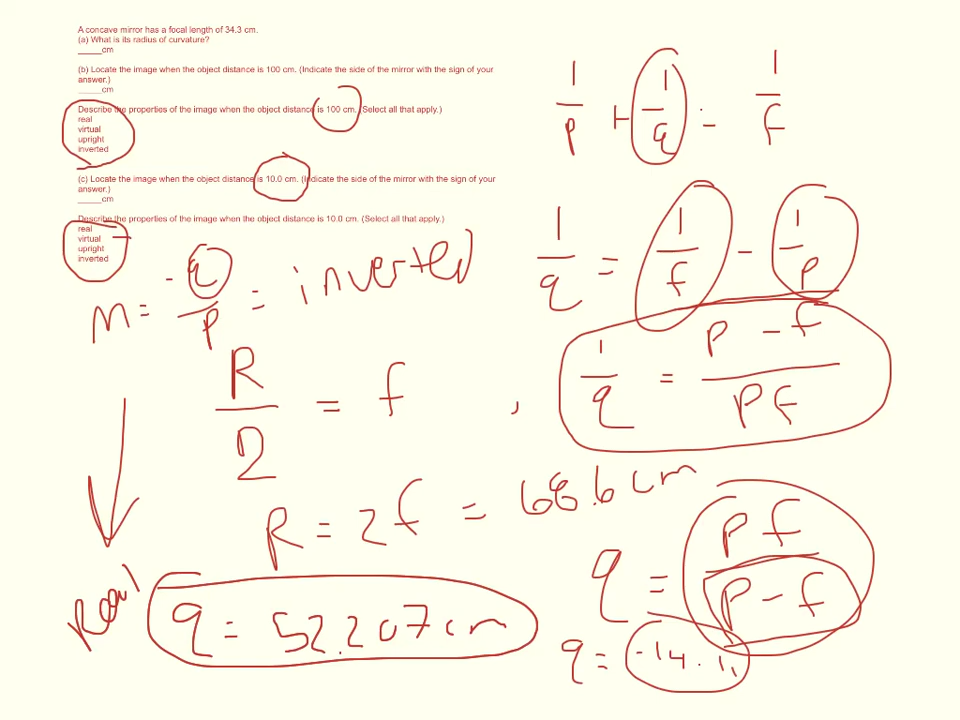 A concave mirror has a focal length of 34.3 cm.
(a) What is its radius of curvature?
_____cm
(b) Locate the image when the object distance is 100 cm. (Indicate the side of the mirror with the sign of your
answer.)
_____cm
Describe the properties of the image when the object distance is 100 cm. (Select all that apply.)
real
virtual
upright
inverted
(c) Locate the image when the object distance is 10.0 cm. (Indicate the side of the mirror with the sign of your
answer.)
_____cm
Describe the properties of the image when the object distance is 10.0 cm. (Select all that apply.)
real
virtual
upright
inverted
1/p + 1/q = 1/f
1/q = 1/f - 1/p
M = -q/p = inverted
1/q = p - f / pf
R/2 = f ,
R = 2f = 68.6 cm
q = pf / p - f
Real
q = 52.207 cm
q = -14.11